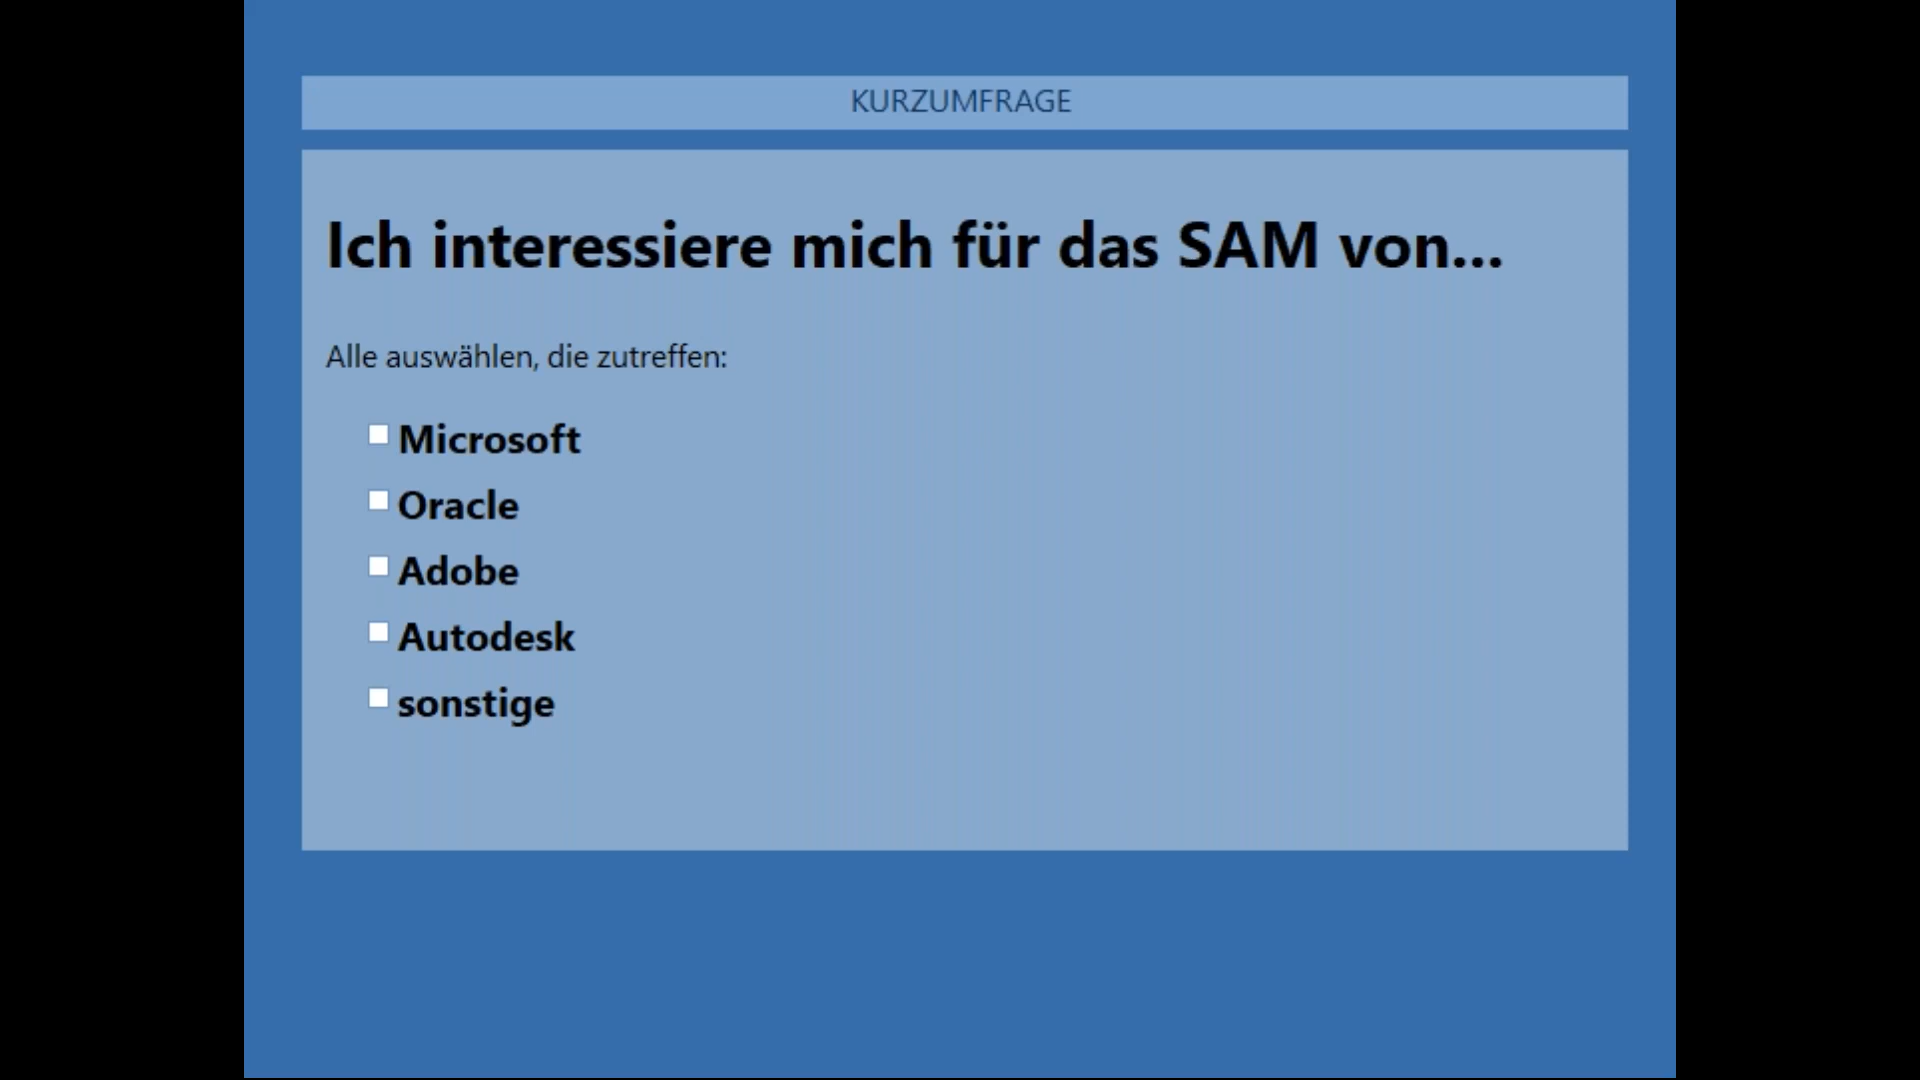 KURZUMFRAGE
Ich interessiere mich für das SAM von...
Alle auswählen, die zutreffen:
Microsoft
Oracle
Adobe
Autodesk
sonstige